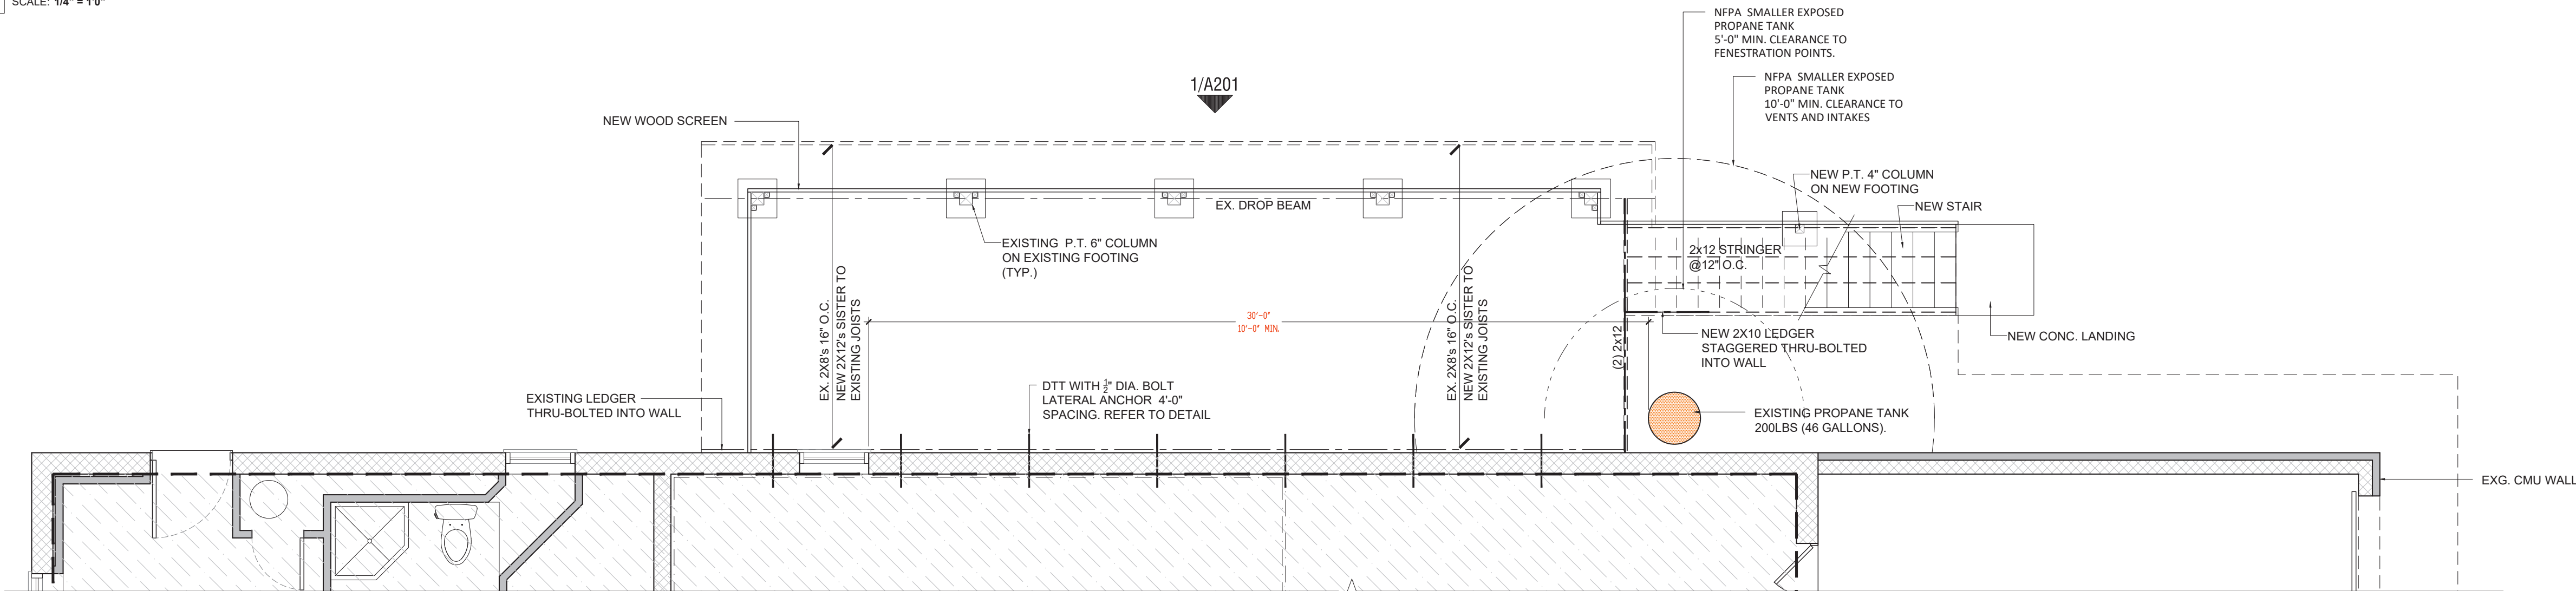 SCALE: 1/4" = 1'0"
NFPA SMALLER EXPOSED
PROPANE TANK
5'-0" MIN. CLEARANCE TO
FENESTRATION POINTS.
NFPA SMALLER EXPOSED
PROPANE TANK
10'-0" MIN. CLEARANCE TO
VENTS AND INTAKES
1/A201
NEW WOOD SCREEN
NEW P.T. 4" COLUMN
ON NEW FOOTING
NEW STAIR
EX. DROP BEAM
EXISTING P.T. 6" COLUMN
ON EXISTING FOOTING
(TYP.)
2x12 STRINGER
@12" O.C.
EX. 2X8's 16" O.C.
NEW 2X12's SISTER TO
EXISTING JOISTS
30'-0"
10'-0" MIN.
EX. 2X8's 16" O.C.
NEW 2X12's SISTER TO
EXISTING JOISTS
(2) 2x12
NEW 2X10 LEDGER
STAGGERED THRU-BOLTED
INTO WALL
NEW CONC. LANDING
EXISTING LEDGER
THRU-BOLTED INTO WALL
DTT WITH ½" DIA. BOLT
LATERAL ANCHOR 4'-0"
SPACING. REFER TO DETAIL
EXISTING PROPANE TANK
200LBS (46 GALLONS).
EXG. CMU WALL